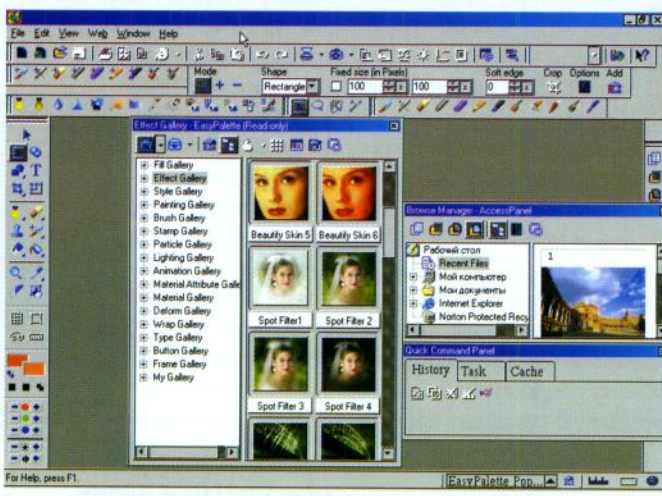 File Edit View Web Window Help
Mode
Shape
Fixed size (in Pixels)
Soft edge
Crop
Options
Add
Rectangle
100
100
0
Effect Gallery - EasyPalette (Read-only)
Fill Gallery
Effect Gallery
Style Gallery
Painting Gallery
Brush Gallery
Stamp Gallery
Particle Gallery
Lighting Gallery
Animation Gallery
Material Attribute Galle
Material Gallery
Deform Gallery
Wrap Gallery
Type Gallery
Button Gallery
Frame Gallery
My Gallery
Beautify Skin 5
Beautify Skin 6
Spot Filter1
Spot Filter 2
Spot Filter 3
Spot Filter 4
Browse Manager - AccessPanel
Рабочий стол
Recent Files
Мой компьютер
Мои документы
Internet Explorer
Norton Protected Recy
1
Quick Command Panel
History Task Cache
For Help, press F1.
EasyPalette Pop...